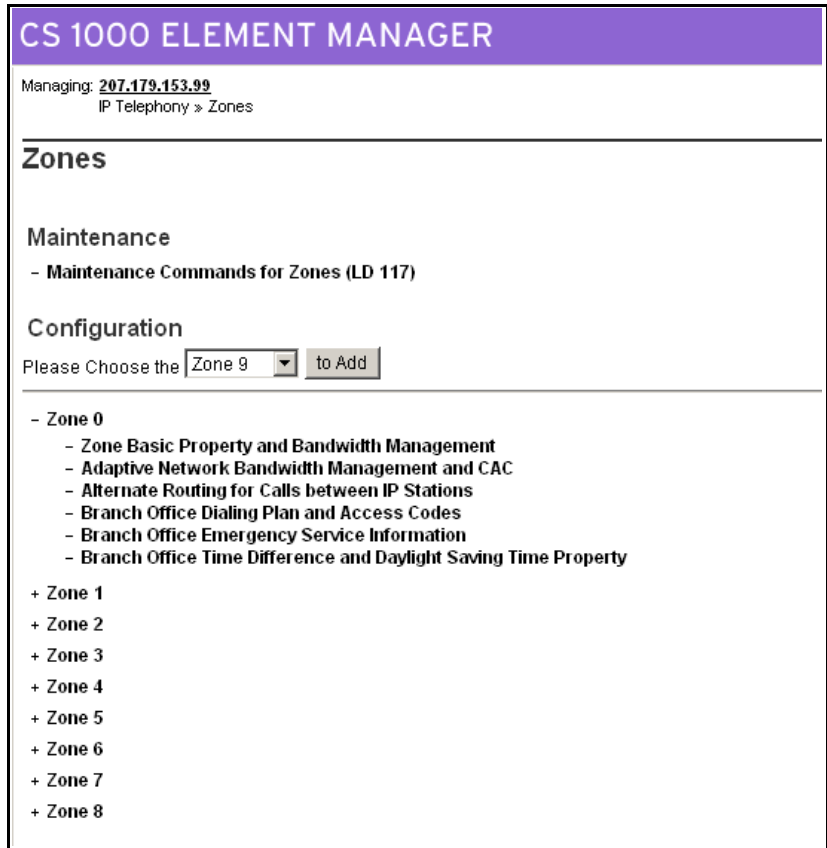 CS 1000 ELEMENT MANAGER
Managing: 207.179.153.99
IP Telephony » Zones
Zones
Maintenance
– Maintenance Commands for Zones (LD 117)
Configuration
Please Choose the Zone 9 to Add
– Zone 0
– Zone Basic Property and Bandwidth Management
– Adaptive Network Bandwidth Management and CAC
– Alternate Routing for Calls between IP Stations
– Branch Office Dialing Plan and Access Codes
– Branch Office Emergency Service Information
– Branch Office Time Difference and Daylight Saving Time Property
+ Zone 1
+ Zone 2
+ Zone 3
+ Zone 4
+ Zone 5
+ Zone 6
+ Zone 7
+ Zone 8